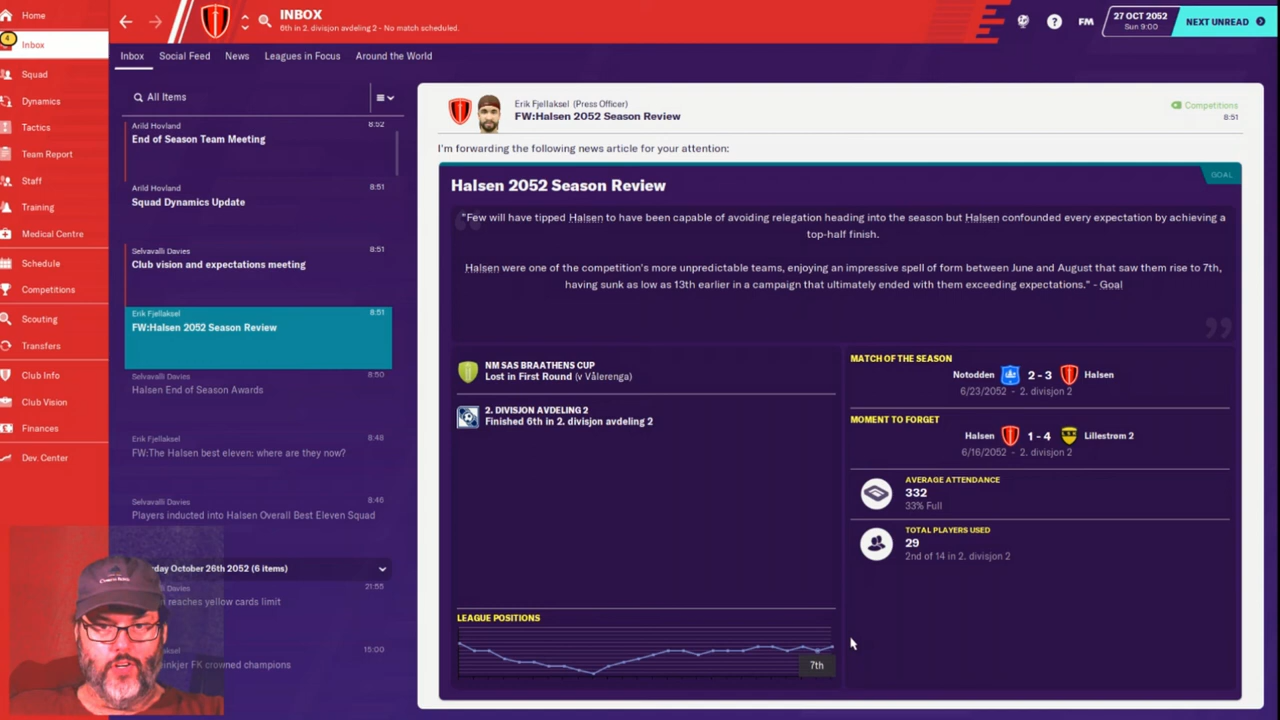 Home
Inbox
Squad
Dynamics
Tactics
Team Report
Staff
Training
Medical Centre
Schedule
Competitions
Scouting
Transfers
Club Info
Club Vision
Finances
Dev. Center
4
INBOX
6th in 2. divisjon avdeling 2 - No match scheduled.
?
FM
27 OCT 2052
Sun 9:00
NEXT UNREAD
Inbox
Social Feed
News
Leagues in Focus
Around the World
All Items
Arild Hovland
8:52
End of Season Team Meeting
Arild Hovland
8:51
Squad Dynamics Update
Selvavalli Davies
8:51
Club vision and expectations meeting
Erik Fjellaksel
8:51
FW:Halsen 2052 Season Review
Selvavalli Davies
8:50
Halsen End of Season Awards
Erik Fjellaksel
8:48
FW:The Halsen best eleven: where are they now?
Selvavalli Davies
8:46
Players inducted into Halsen Overall Best Eleven Squad
day October 26th 2052 (6 items)
Davies
21:55
reaches yellow cards limit
15:00
FK crowned champions
Erik Fjellaksel (Press Officer)
FW:Halsen 2052 Season Review
Competitions
8:51
I'm forwarding the following news article for your attention:
Halsen 2052 Season Review
GOAL
"Few will have tipped Halsen to have been capable of avoiding relegation heading into the season but Halsen confounded every expectation by achieving a
top-half finish.
Halsen were one of the competition's more unpredictable teams, enjoying an impressive spell of form between June and August that saw them rise to 7th,
having sunk as low as 13th earlier in a campaign that ultimately ended with them exceeding expectations." - Goal
NM SAS BRAATHENS CUP
Lost in First Round (v Vålerenga)
2. DIVISJON AVDELING 2
Finished 6th in 2. divisjon avdeling 2
LEAGUE POSITIONS
7th
MATCH OF THE SEASON
Notodden 2 - 3 Halsen
6/23/2052 - 2. divisjon 2
MOMENT TO FORGET
Halsen 1 - 4 Lillestrøm 2
6/16/2052 - 2. divisjon 2
AVERAGE ATTENDANCE
332
33% Full
TOTAL PLAYERS USED
29
2nd of 14 in 2. divisjon 2